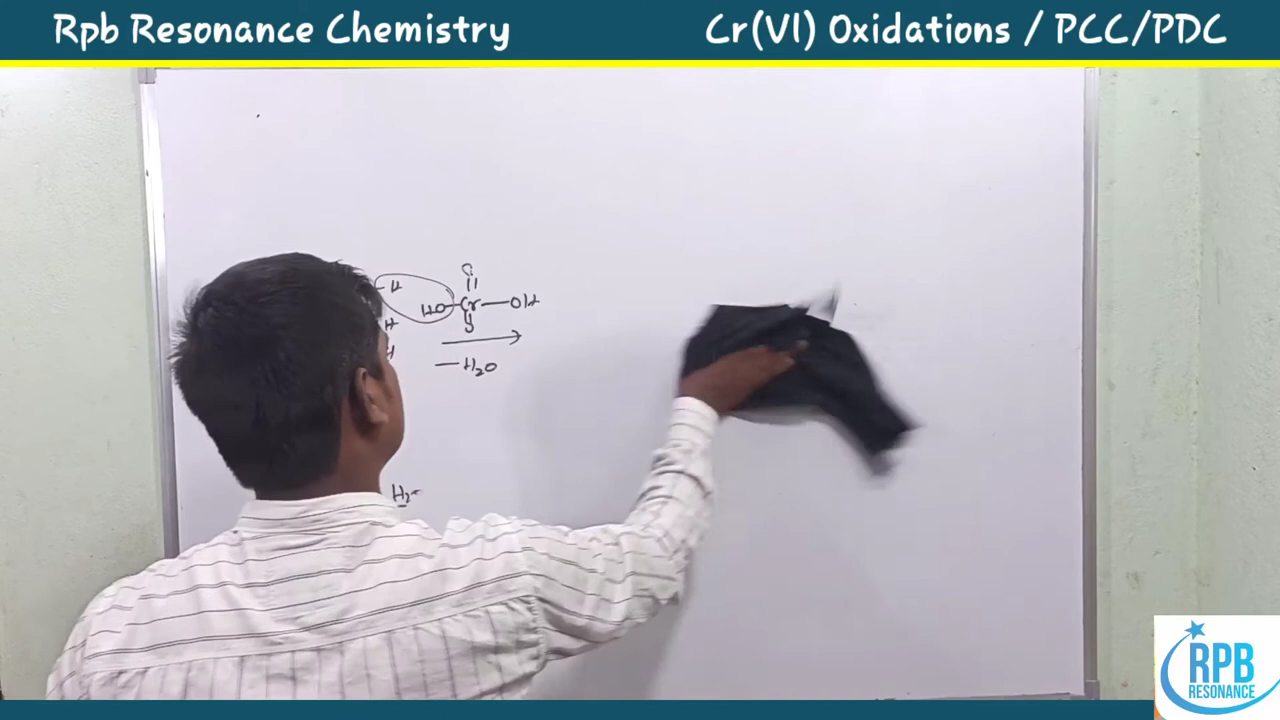 Rpb Resonance Chemistry
Cr(VI) Oxidations / PCC/PDC
O
H
HO-Cr-OH
O
H
H
-H2O
RPB
RESONANCE